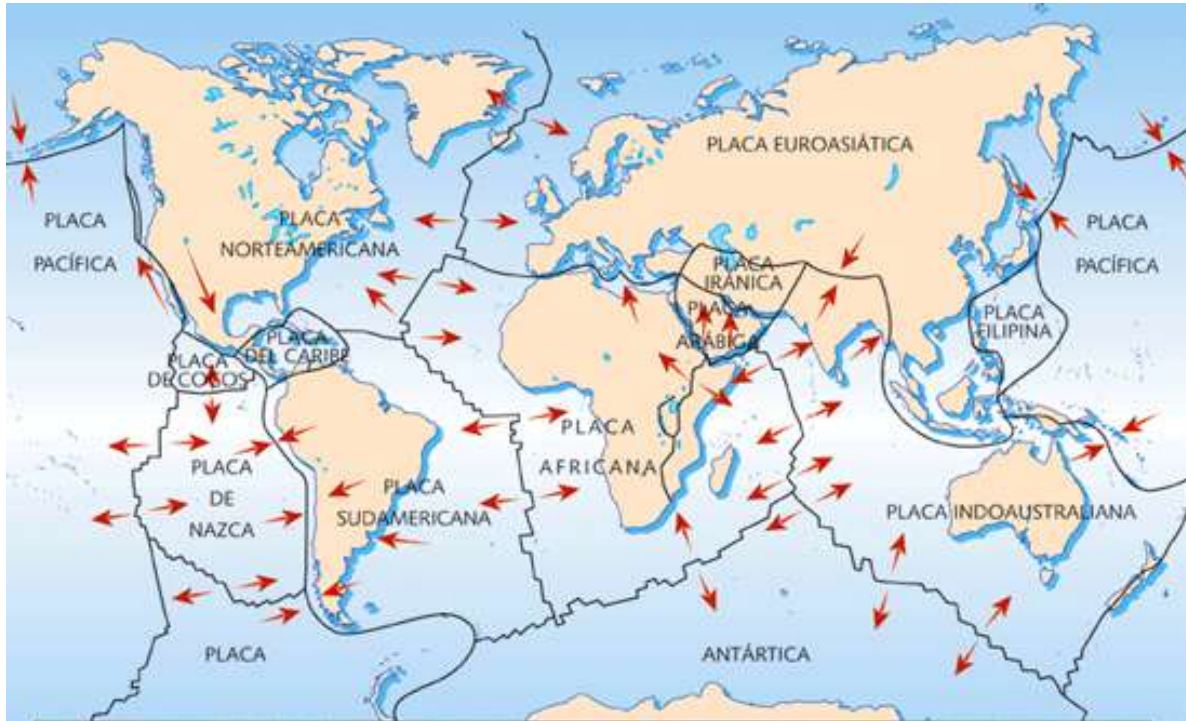 PLACA EUROASIÁTICA
PLACA
PACÍFICA
PLACA
NORTEAMERICANA
PLACA
IRÁNICA
PLACA
ARÁBIGA
PLACA
PACÍFICA
PLACA
FILIPINA
PLACA
DEL CARIBE
PLACA
DE COCOS
PLACA
AFRICANA
PLACA
DE
NAZCA
PLACA
SUDAMERICANA
PLACA INDOAUSTRALIANA
PLACA
ANTÁRTICA